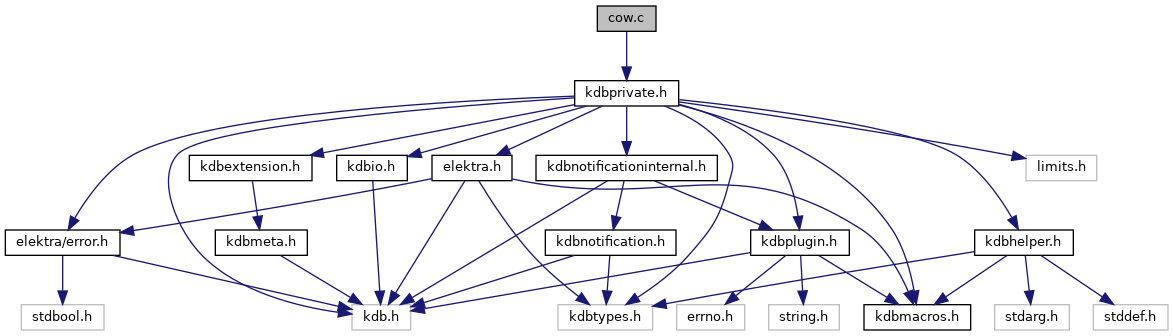 cow.c
kdbprivate.h
kdbextension.h
kdbio.h
elektra.h
kdbnotificationinternal.h
limits.h
elektra/error.h
kdbmeta.h
kdbnotification.h
kdbplugin.h
kdbhelper.h
stdbool.h
kdb.h
kdbtypes.h
errno.h
string.h
kdbmacros.h
stdarg.h
stddef.h